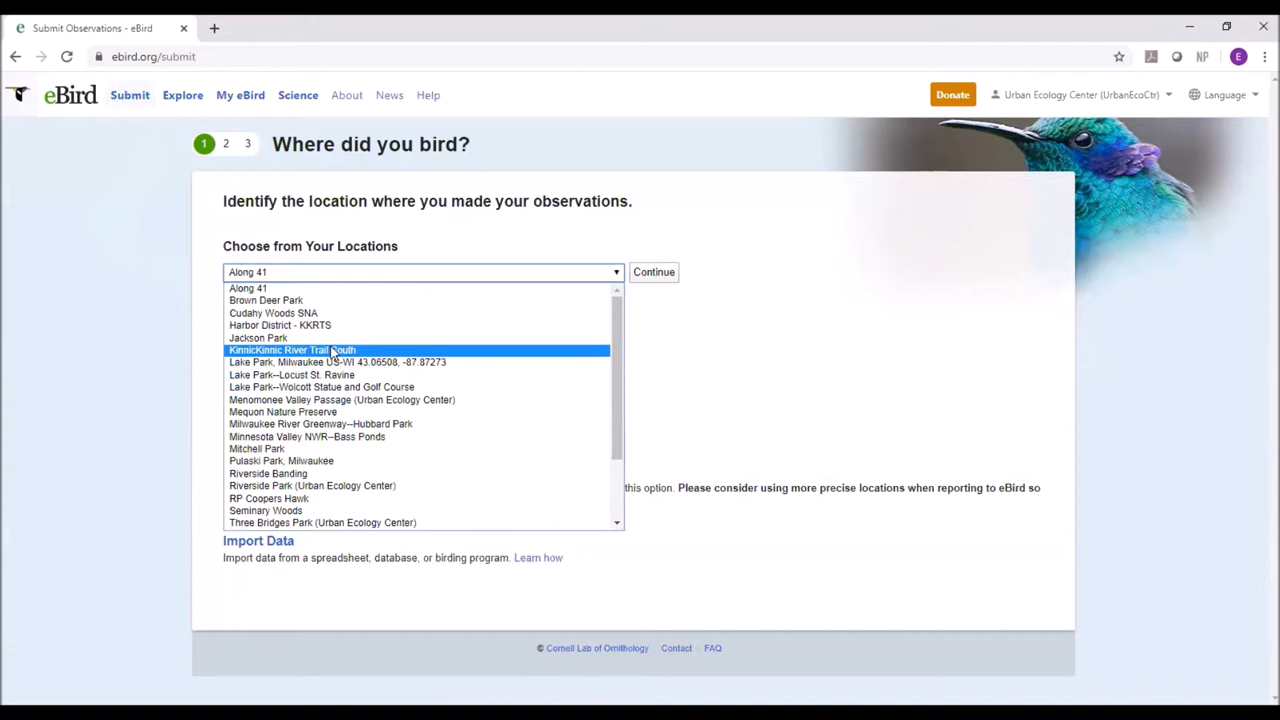 Submit Observations - eBird
ebird.org/submit
NP
E
eBird
Submit
Explore
My eBird
Science
About
News
Help
Donate
Urban Ecology Center (UrbanEcoCtr)
Language
1 2 3
Where did you bird?
Identify the location where you made your observations.
Choose from Your Locations
Along 41
Continue
Along 41
Brown Deer Park
Cudahy Woods SNA
Harbor District - KKRTS
Jackson Park
KinnicKinnic River Trail South
Lake Park, Milwaukee US-WI 43.06508, -87.87273
Lake Park--Locust St. Ravine
Lake Park--Wolcott Statue and Golf Course
Menomonee Valley Passage (Urban Ecology Center)
Mequon Nature Preserve
Milwaukee River Greenway--Hubbard Park
Minnesota Valley NWR--Bass Ponds
Mitchell Park
Pulaski Park, Milwaukee
Riverside Banding
Riverside Park (Urban Ecology Center)
this option. Please consider using more precise locations when reporting to eBird so
RP Coopers Hawk
Seminary Woods
Three Bridges Park (Urban Ecology Center)
Import Data
Import data from a spreadsheet, database, or birding program. Learn how
© Cornell Lab of Ornithology
Contact
FAQ